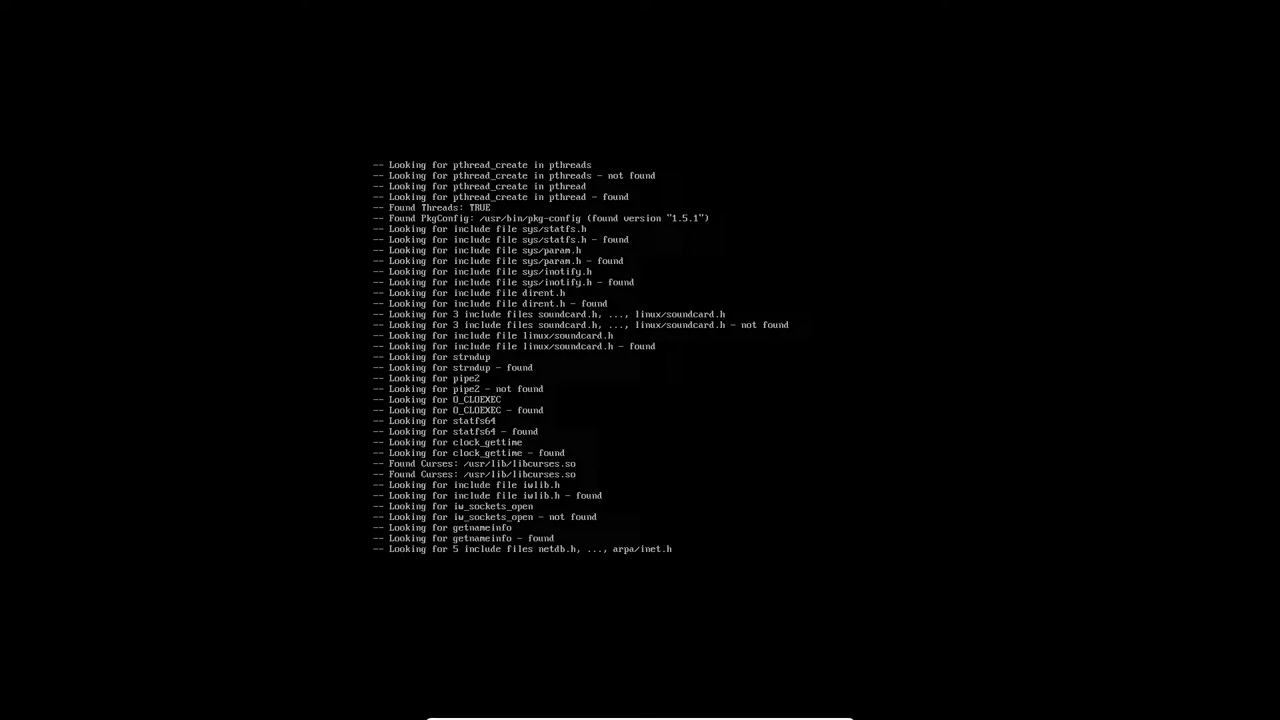 -- Looking for pthread_create in pthreads
-- Looking for pthread_create in pthreads - not found
-- Looking for pthread_create in pthread
-- Looking for pthread_create in pthread - found
-- Found Threads: TRUE
-- Found PkgConfig: /usr/bin/pkg-config (found version "1.5.1")
-- Looking for include file sys/statfs.h
-- Looking for include file sys/statfs.h - found
-- Looking for include file sys/param.h
-- Looking for include file sys/param.h - found
-- Looking for include file sys/inotify.h
-- Looking for include file sys/inotify.h - found
-- Looking for include file dirent.h
-- Looking for include file dirent.h - found
-- Looking for 3 include files soundcard.h, ..., linux/soundcard.h
-- Looking for 3 include files soundcard.h, ..., linux/soundcard.h - not found
-- Looking for include file linux/soundcard.h
-- Looking for include file linux/soundcard.h - found
-- Looking for strndup
-- Looking for strndup - found
-- Looking for pipe2
-- Looking for pipe2 - not found
-- Looking for O_CLOEXEC
-- Looking for O_CLOEXEC - found
-- Looking for statfs64
-- Looking for statfs64 - found
-- Looking for clock_gettime
-- Looking for clock_gettime - found
-- Found Curses: /usr/lib/libcurses.so
-- Found Curses: /usr/lib/libcurses.so
-- Looking for include file iwlib.h
-- Looking for include file iwlib.h - found
-- Looking for iw_sockets_open
-- Looking for iw_sockets_open - not found
-- Looking for getnameinfo
-- Looking for getnameinfo - found
-- Looking for 5 include files netdb.h, ..., arpa/inet.h